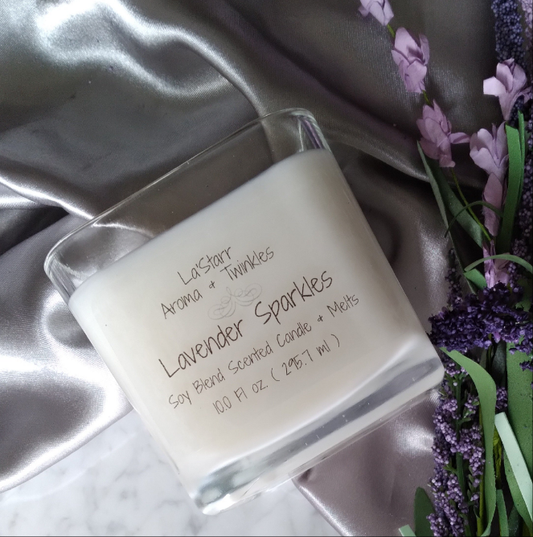 La'Starr
Aroma + Twinkles
Lavender Sparkles
Soy Blend Scented Candle + Melts
10.0 Fl oz ( 295.7 ml )